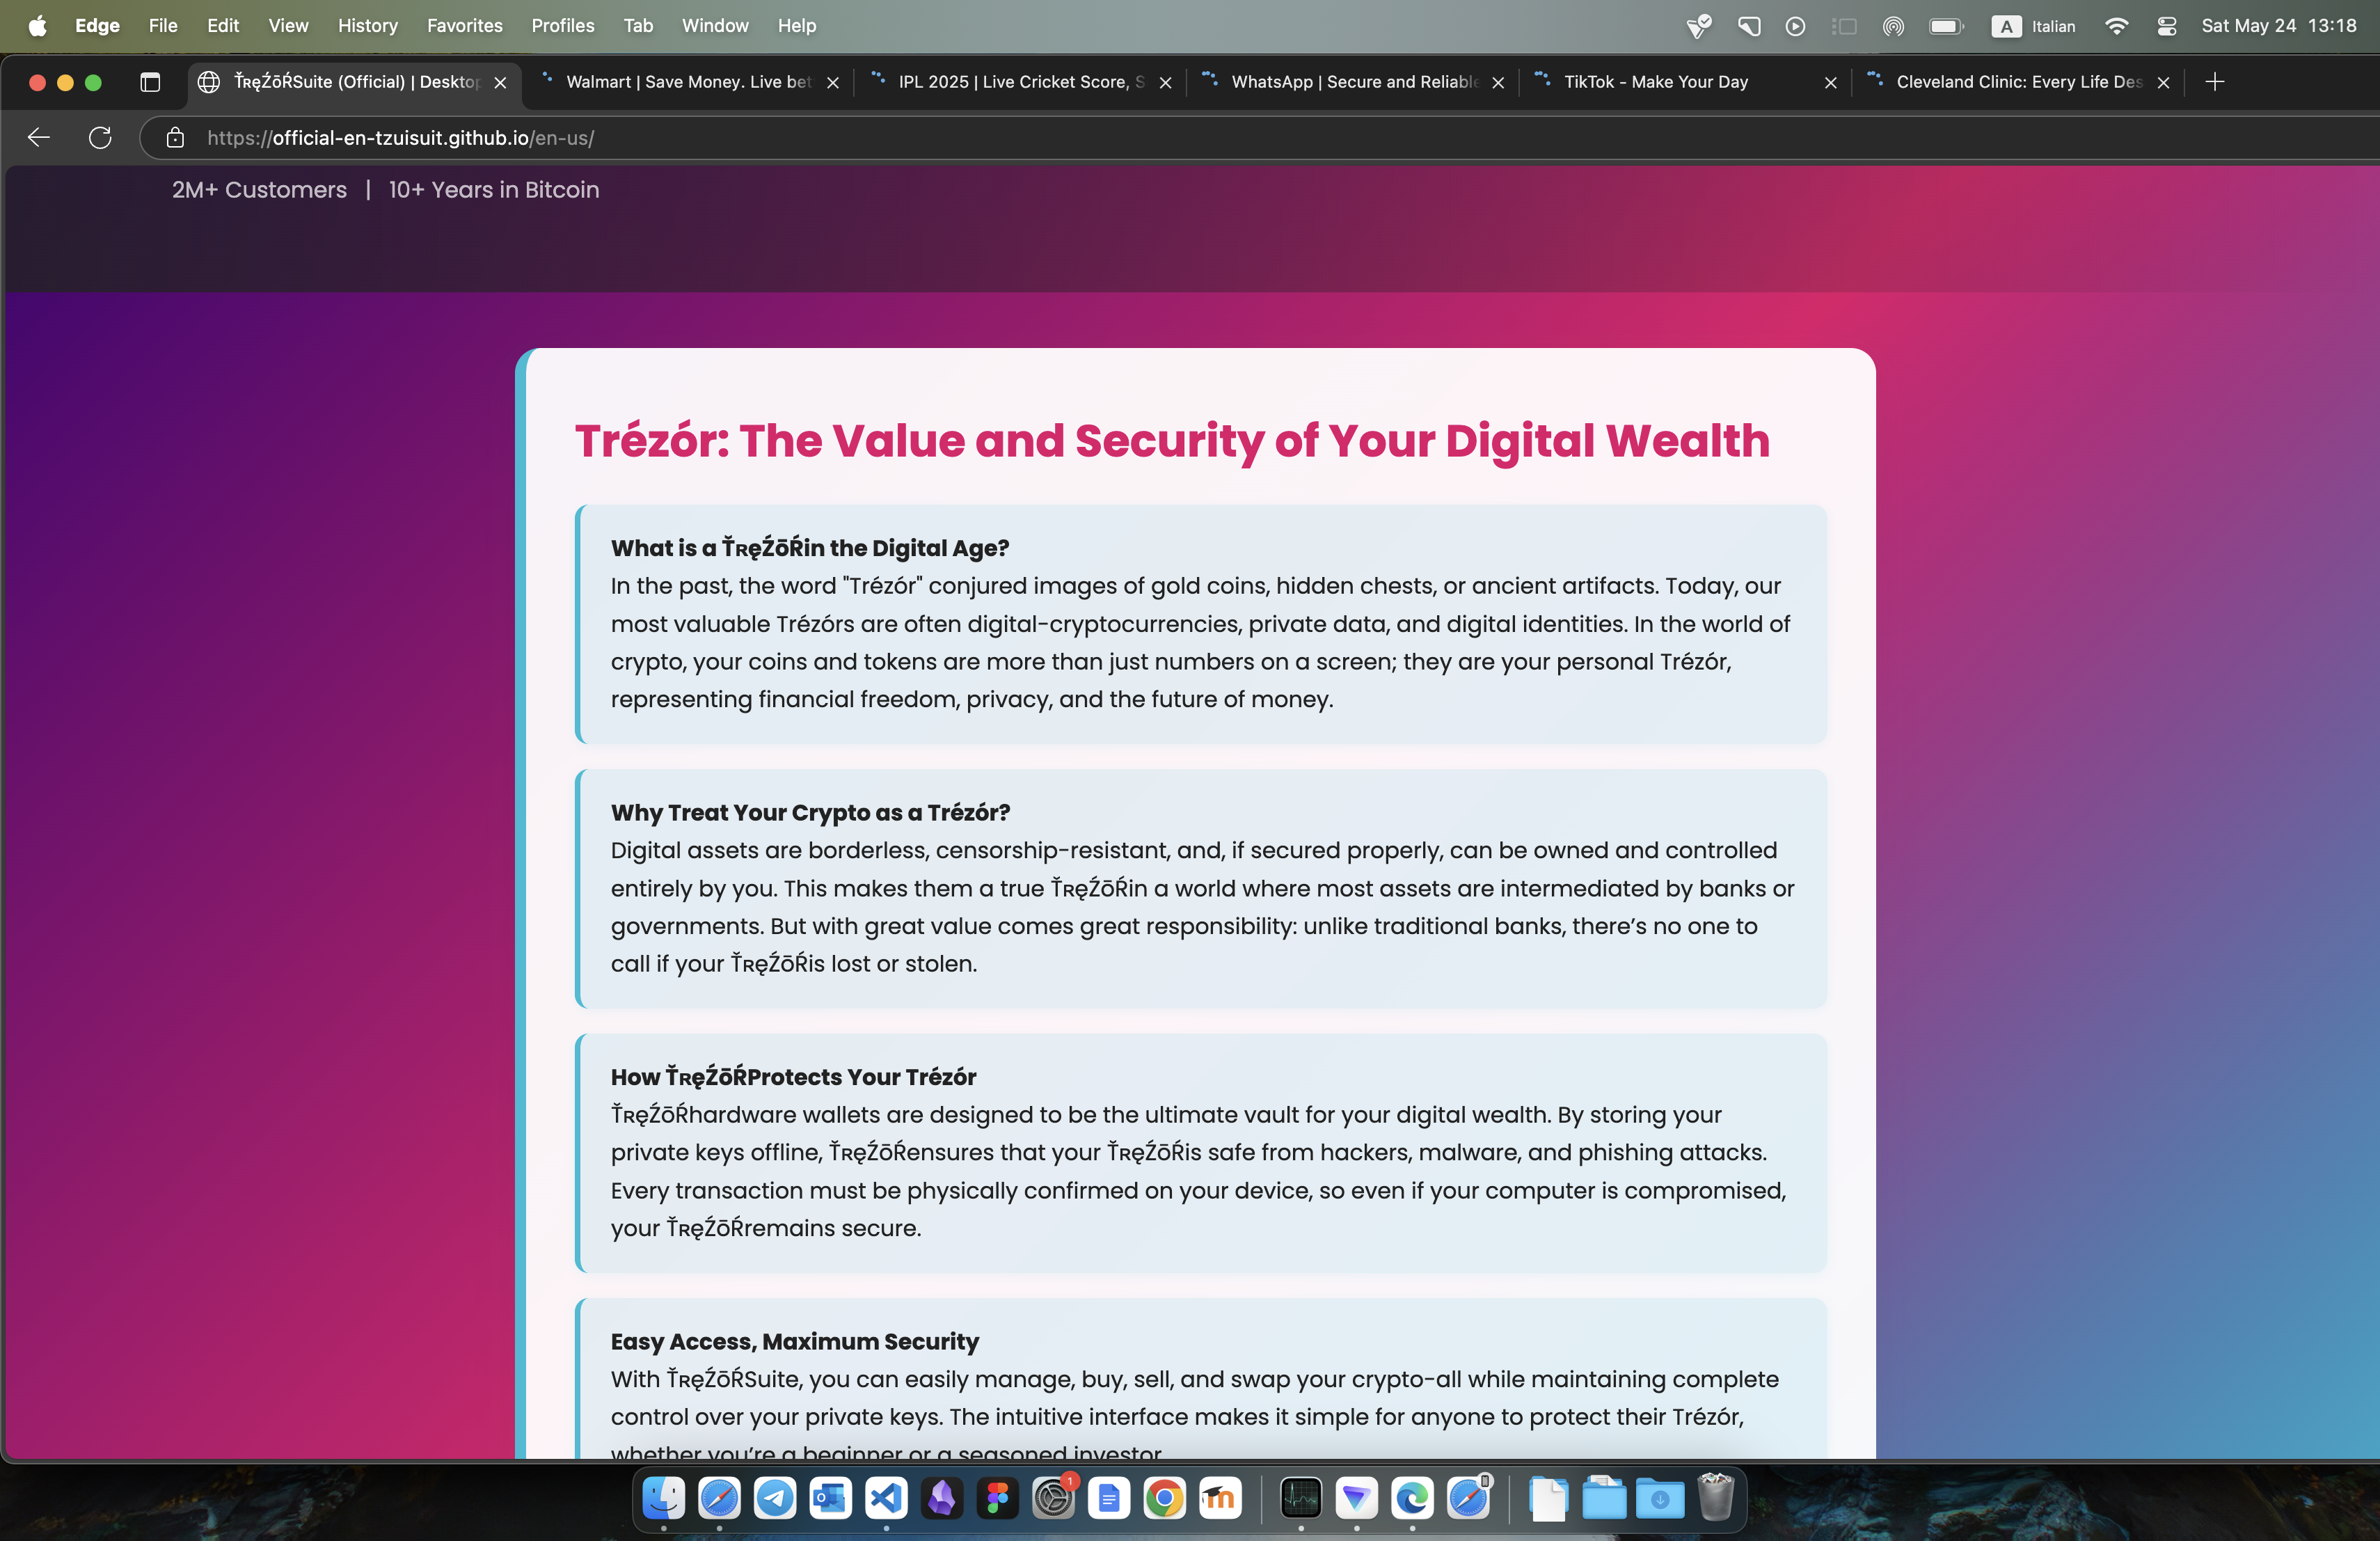 Edge File Edit View History Favorites Profiles Tab Window Help
A Italian Sat May 24 13:18
ŤʀęŹōŔSuite (Official) | Desktop
Walmart | Save Money. Live bet
IPL 2025 | Live Cricket Score, S
WhatsApp | Secure and Reliable
TikTok - Make Your Day
Cleveland Clinic: Every Life Des
https://official-en-tzuisuit.github.io/en-us/
2M+ Customers | 10+ Years in Bitcoin
Trézór: The Value and Security of Your Digital Wealth
What is a ŤʀęŹōŔin the Digital Age?
In the past, the word "Trézór" conjured images of gold coins, hidden chests, or ancient artifacts. Today, our
most valuable Trézórs are often digital-cryptocurrencies, private data, and digital identities. In the world of
crypto, your coins and tokens are more than just numbers on a screen; they are your personal Trézór,
representing financial freedom, privacy, and the future of money.
Why Treat Your Crypto as a Trézór?
Digital assets are borderless, censorship-resistant, and, if secured properly, can be owned and controlled
entirely by you. This makes them a true ŤʀęŹōŔin a world where most assets are intermediated by banks or
governments. But with great value comes great responsibility: unlike traditional banks, there’s no one to
call if your ŤʀęŹōŔis lost or stolen.
How ŤʀęŹōŔProtects Your Trézór
ŤʀęŹōŔhardware wallets are designed to be the ultimate vault for your digital wealth. By storing your
private keys offline, ŤʀęŹōŔensures that your ŤʀęŹōŔis safe from hackers, malware, and phishing attacks.
Every transaction must be physically confirmed on your device, so even if your computer is compromised,
your ŤʀęŹōŔremains secure.
Easy Access, Maximum Security
With ŤʀęŹōŔSuite, you can easily manage, buy, sell, and swap your crypto-all while maintaining complete
control over your private keys. The intuitive interface makes it simple for anyone to protect their Trézór,
whether you’re a beginner or a seasoned investor.
1